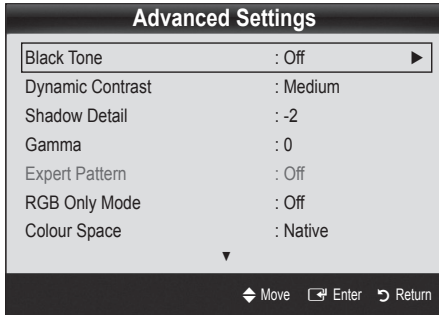 Advanced Settings
Black Tone : Off ►
Dynamic Contrast : Medium
Shadow Detail : -2
Gamma : 0
Expert Pattern : Off
RGB Only Mode : Off
Colour Space : Native
▼
Move Enter Return